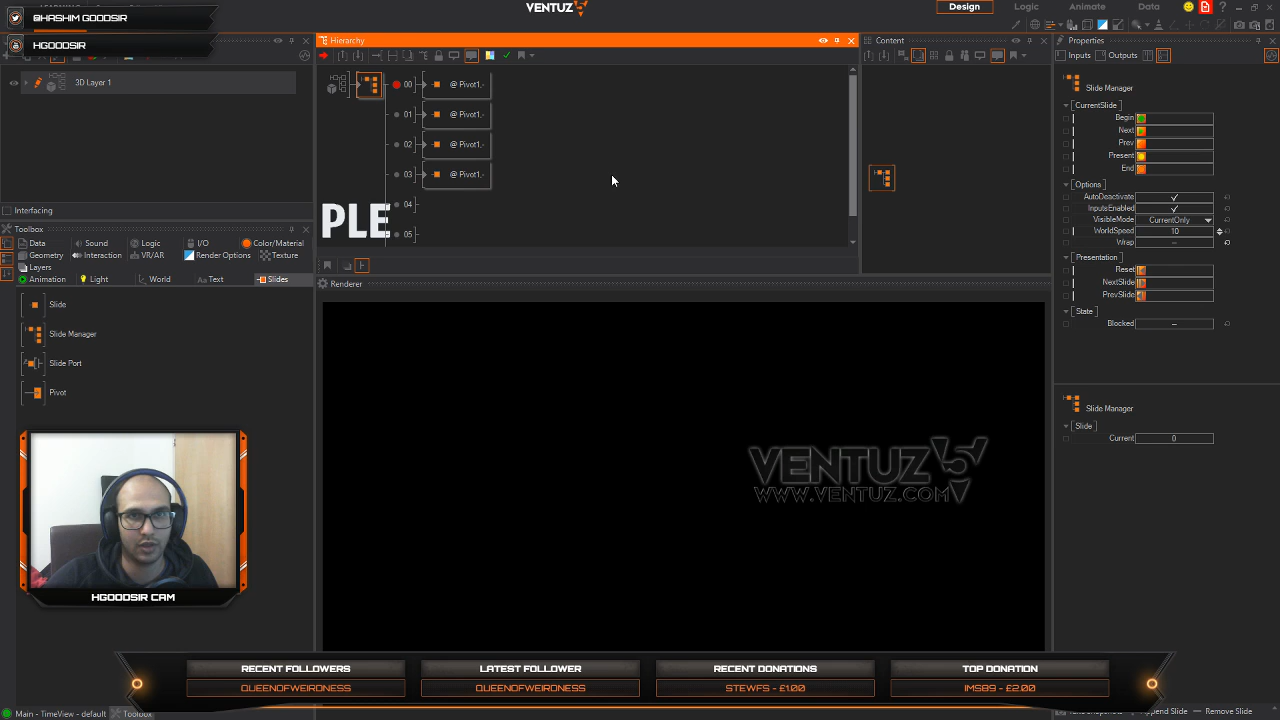 @HASHIM GOODSIR
HGOODSIR
VENTUZ 5
Design Logic Animate Data
3D Layer 1
Interfacing
Toolbox
Data Sound Logic I/O Color/Material
Geometry Interaction VR/AR Render Options Texture
Layers
Animation Light World Text Slides
Slide
Slide Manager
Slide Port
Pivot
HGOODSIR CAM
Hierarchy
00 @ Pivot1.-
01 @ Pivot1.-
02 @ Pivot1.-
03 @ Pivot1.-
04
05
PLE
Renderer
VENTUZ 5
WWW.VENTUZ.COM
Content
Properties
Inputs Outputs
Slide Manager
CurrentSlide
Begin
Next
Prev
Present
End
Options
AutoDeactivate
InputsEnabled
VisibleMode CurrentOnly
WorldSpeed 10
Wrap –
Presentation
Reset
NextSlide
PrevSlide
State
Blocked –
Slide Manager
Slide
Current 0
RECENT FOLLOWERS
QUEENOFWEIRDNESS
LATEST FOLLOWER
QUEENOFWEIRDNESS
RECENT DONATIONS
STEWFS - £1.00
TOP DONATION
IMS89 - £2.00
Main - TimeView - default Toolbox
Slide Remove Slide